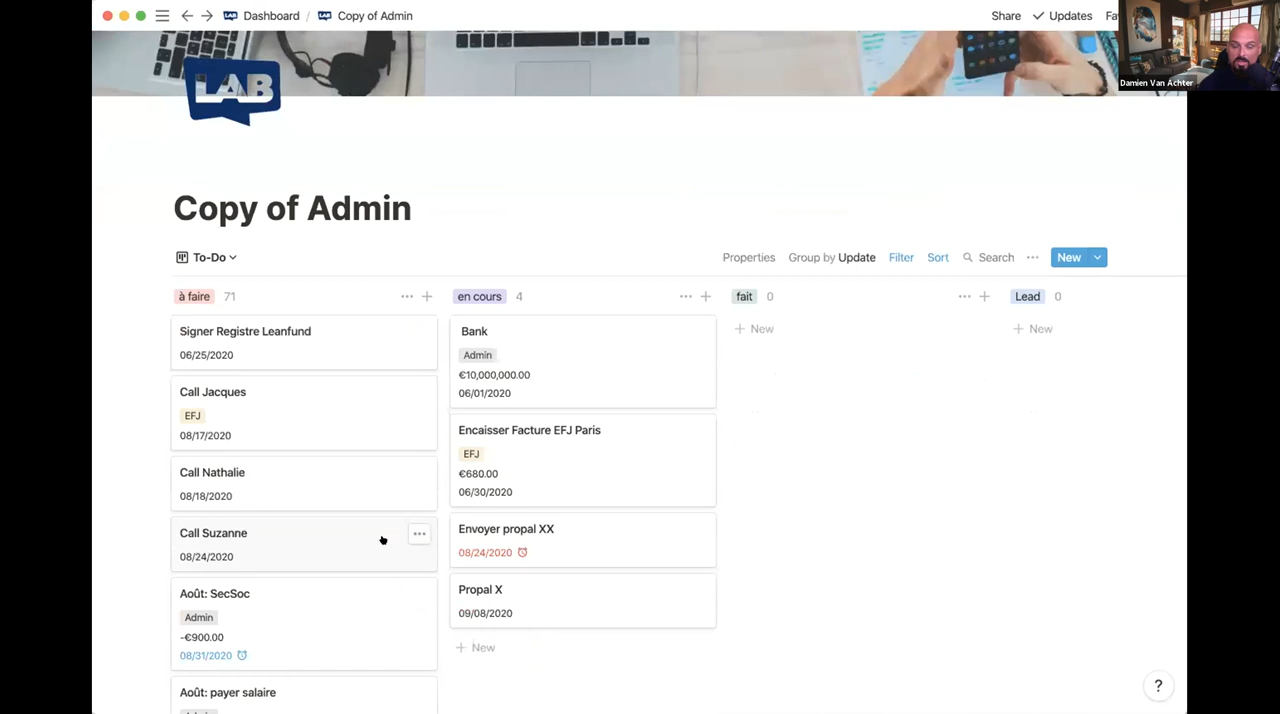 Dashboard / Copy of Admin
Share Updates
Damien Van Achter
LAB
Copy of Admin
To-Do
Properties Group by Update Filter Sort Search New
à faire 71
Signer Registre Leanfund
06/25/2020
Call Jacques
EFJ
08/17/2020
Call Nathalie
08/18/2020
Call Suzanne
08/24/2020
Août: SecSoc
Admin
-€900.00
08/31/2020
Août: payer salaire
en cours 4
Bank
Admin
€10,000,000.00
06/01/2020
Encaisser Facture EFJ Paris
EFJ
€680.00
06/30/2020
Envoyer propal XX
08/24/2020
Propal X
09/08/2020
+ New
fait 0
+ New
Lead 0
+ New
?